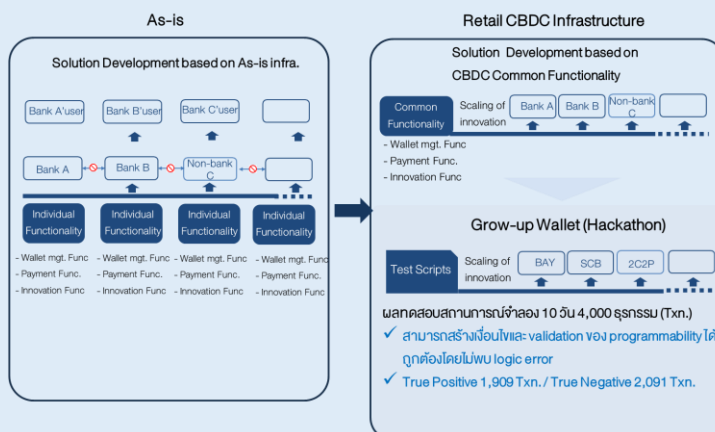 As-is
Solution Development based on As-is infra.
Bank A'user
Bank B'user
Bank C'user
Bank A
Bank B
Non-bank
C
Individual
Functionality
Individual
Functionality
Individual
Functionality
Individual
Functionality
- Wallet mgt. Func
- Payment Func.
- Innovation Func
- Wallet mgt. Func
- Payment Func.
- Innovation Func
- Wallet mgt. Func
- Payment Func.
- Innovation Func
- Wallet mgt. Func
- Payment Func.
- Innovation Func
Retail CBDC Infrastructure
Solution Development based on
CBDC Common Functionality
Common
Functionality
Scaling of
innovation
Bank A
Bank B
Non-bank
C
- Wallet mgt. Func
- Payment Func.
- Innovation Func
Grow-up Wallet (Hackathon)
Test Scripts
Scaling of
innovation
BAY
SCB
2C2P
ผลทดสอบสถานการณ์จำลอง 10 วัน 4,000 ธุรกรรม (Txn.)
✓ สามารถสร้างเงื่อนไขและ validation ของ programmability ได้
ถูกต้องโดยไม่พบ logic error
✓ True Positive 1,909 Txn. / True Negative 2,091 Txn.